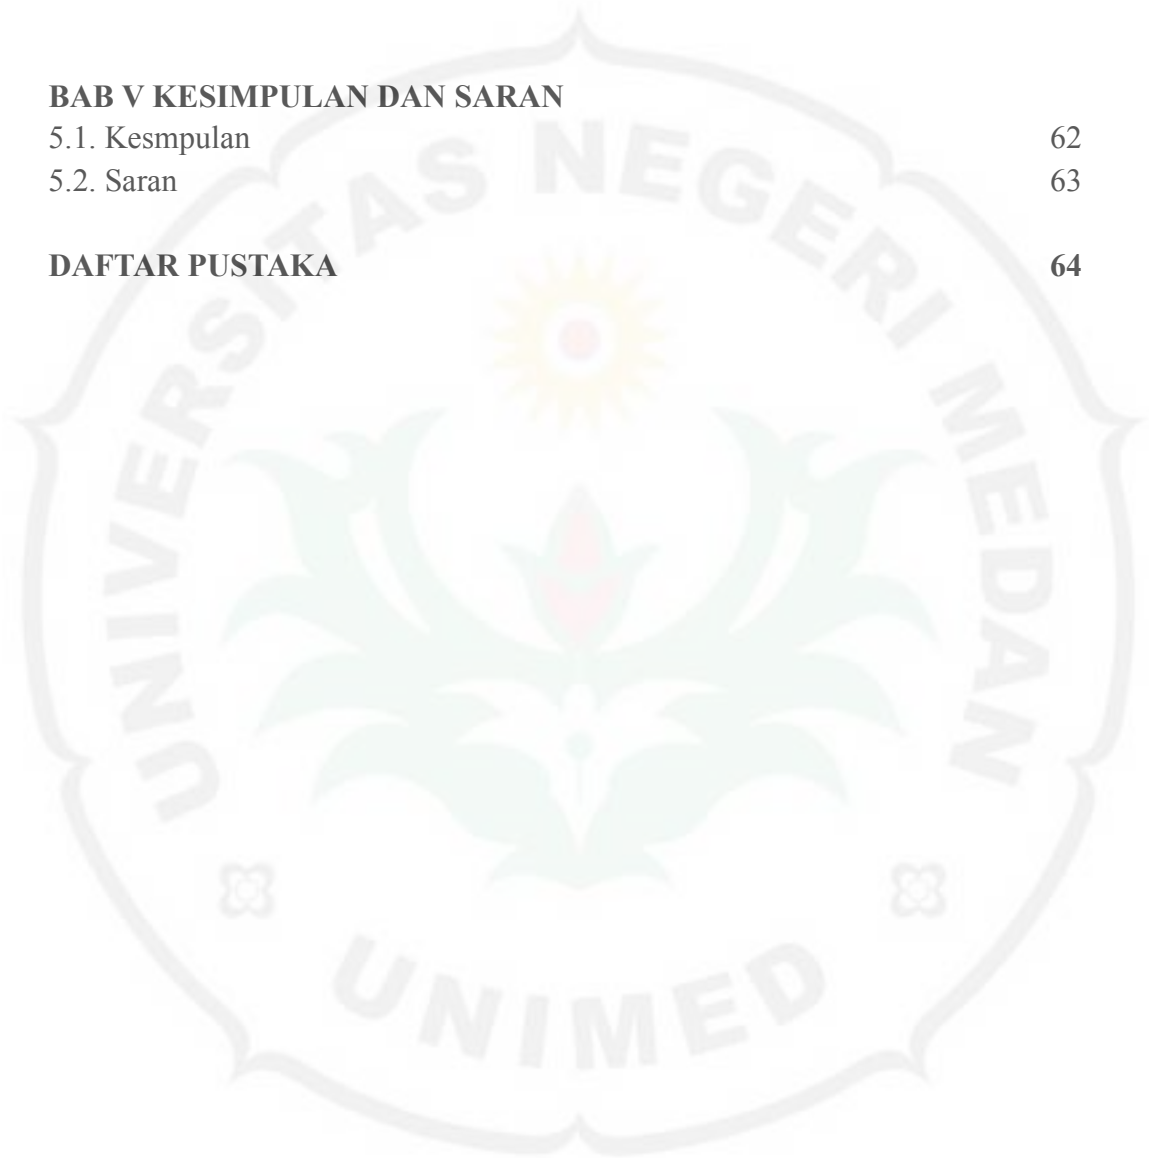 BAB V KESIMPULAN DAN SARAN
5.1. Kesmpulan 62
5.2. Saran 63
DAFTAR PUSTAKA 64
UNIVERSITAS NEGERI MEDAN
UNIMED